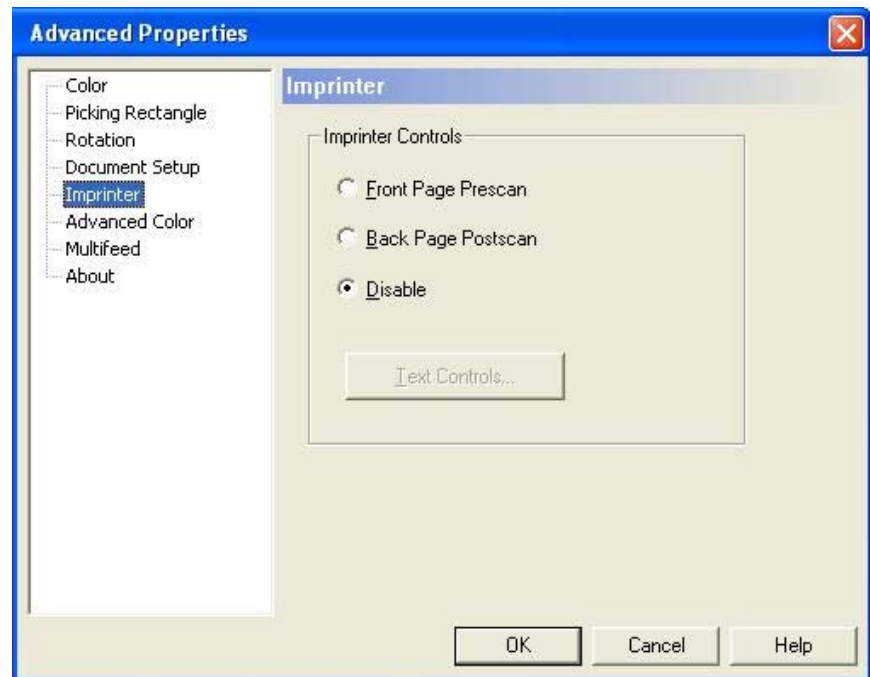 Advanced Properties
Color
Picking Rectangle
Rotation
Document Setup
Imprinter
Advanced Color
Multifeed
About
Imprinter
Imprinter Controls
Front Page Prescan
Back Page Postscan
Disable
Text Controls...
OK
Cancel
Help